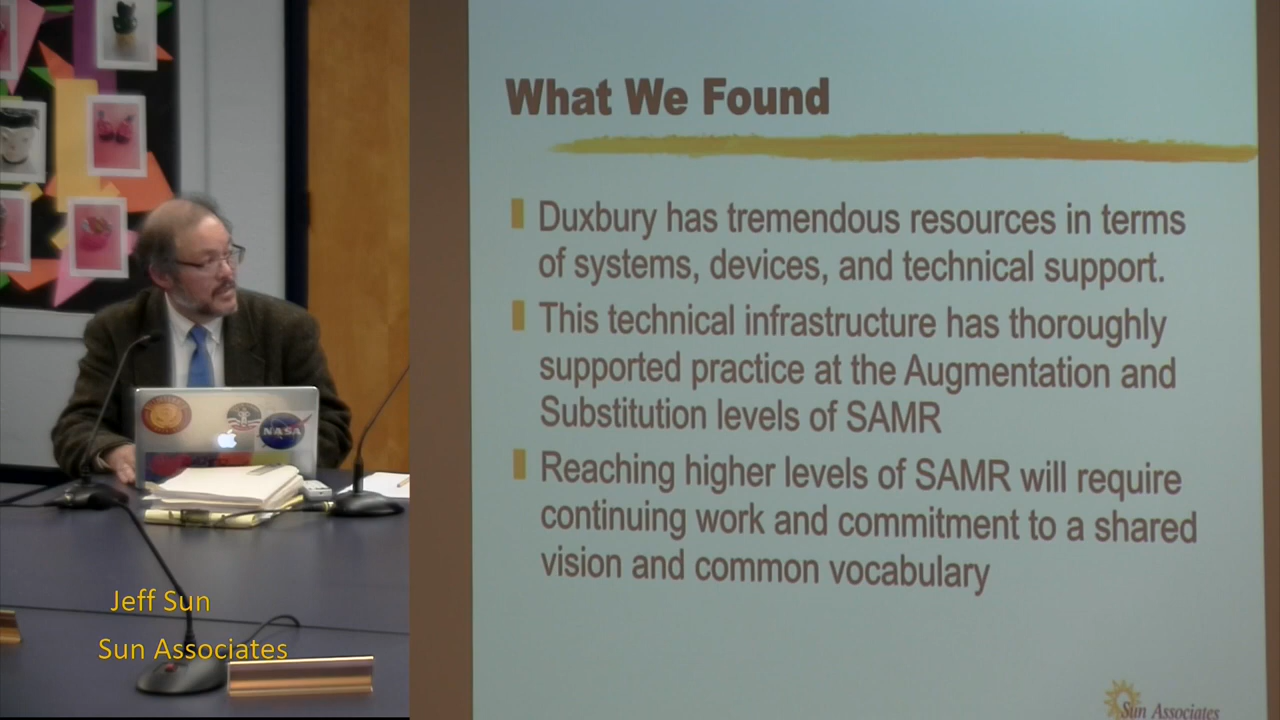 What We Found
Duxbury has tremendous resources in terms
of systems, devices, and technical support.
This technical infrastructure has thoroughly
supported practice at the Augmentation and
Substitution levels of SAMR
Reaching higher levels of SAMR will require
continuing work and commitment to a shared
vision and common vocabulary
Sun Associates
NASA
Jeff Sun
Sun Associates